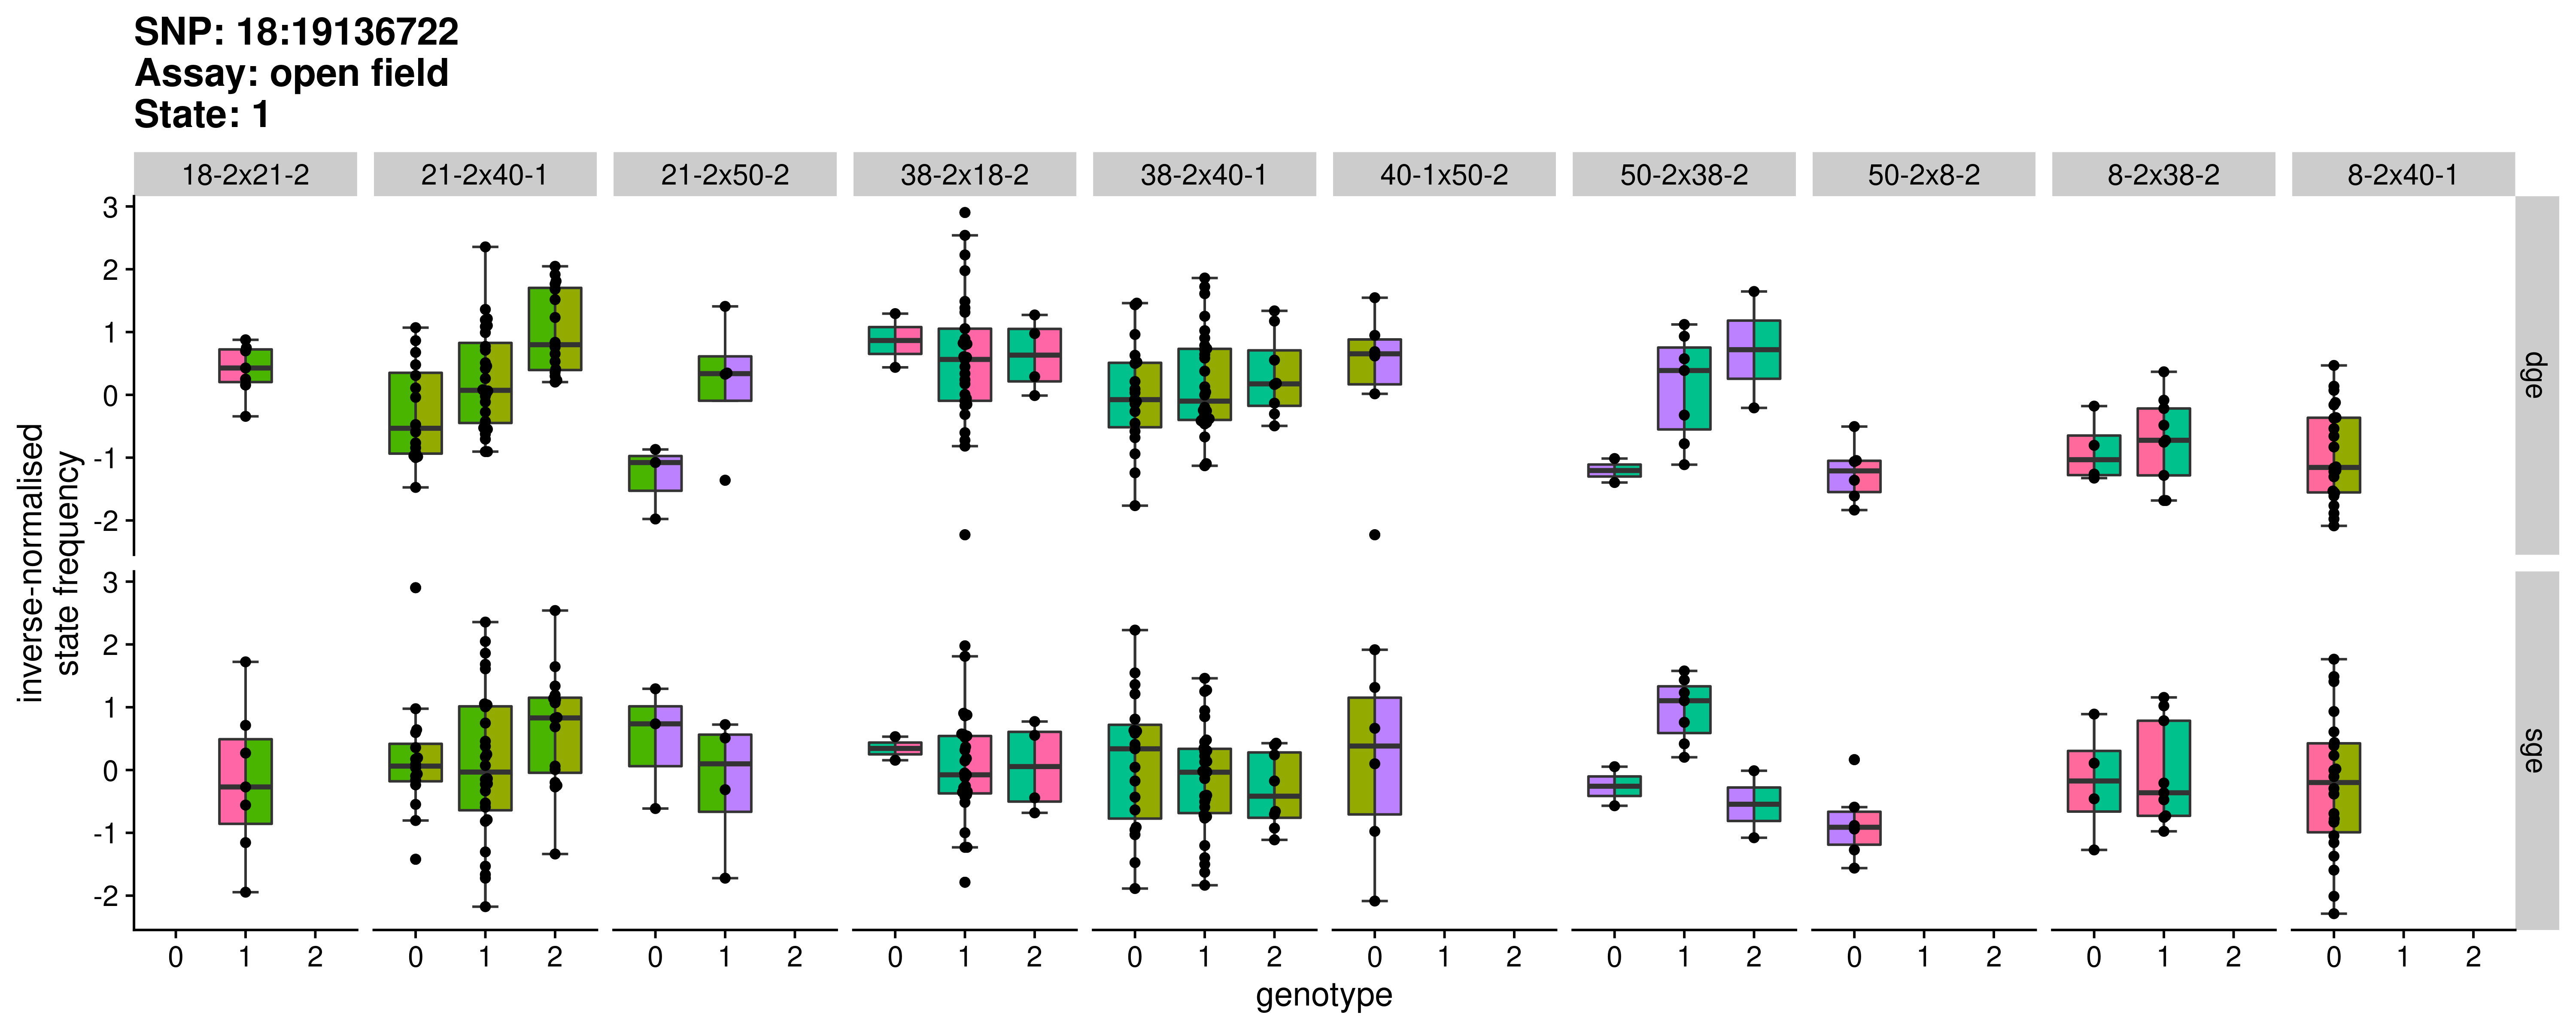 SNP: 18:19136722
Assay: open field
State: 1
18-2x21-2 21-2x40-1 21-2x50-2 38-2x18-2 38-2x40-1 40-1x50-2 50-2x38-2 50-2x8-2 8-2x38-2 8-2x40-1
3
2
1
0
-1
-2
dge
3
2
1
0
-1
-2
sge
inverse-normalised
state frequency
0 1 2 0 1 2 0 1 2 0 1 2 0 1 2 0 1 2 0 1 2 0 1 2 0 1 2 0 1 2
genotype